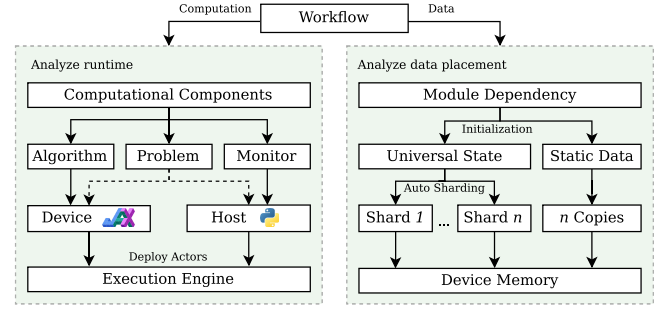 Computation
Workflow
Data
Analyze runtime
Computational Components
Algorithm
Problem
Monitor
Device
Host
Deploy Actors
Execution Engine
Analyze data placement
Module Dependency
Initialization
Universal State
Static Data
Auto Sharding
Shard 1
...
Shard n
n Copies
Device Memory